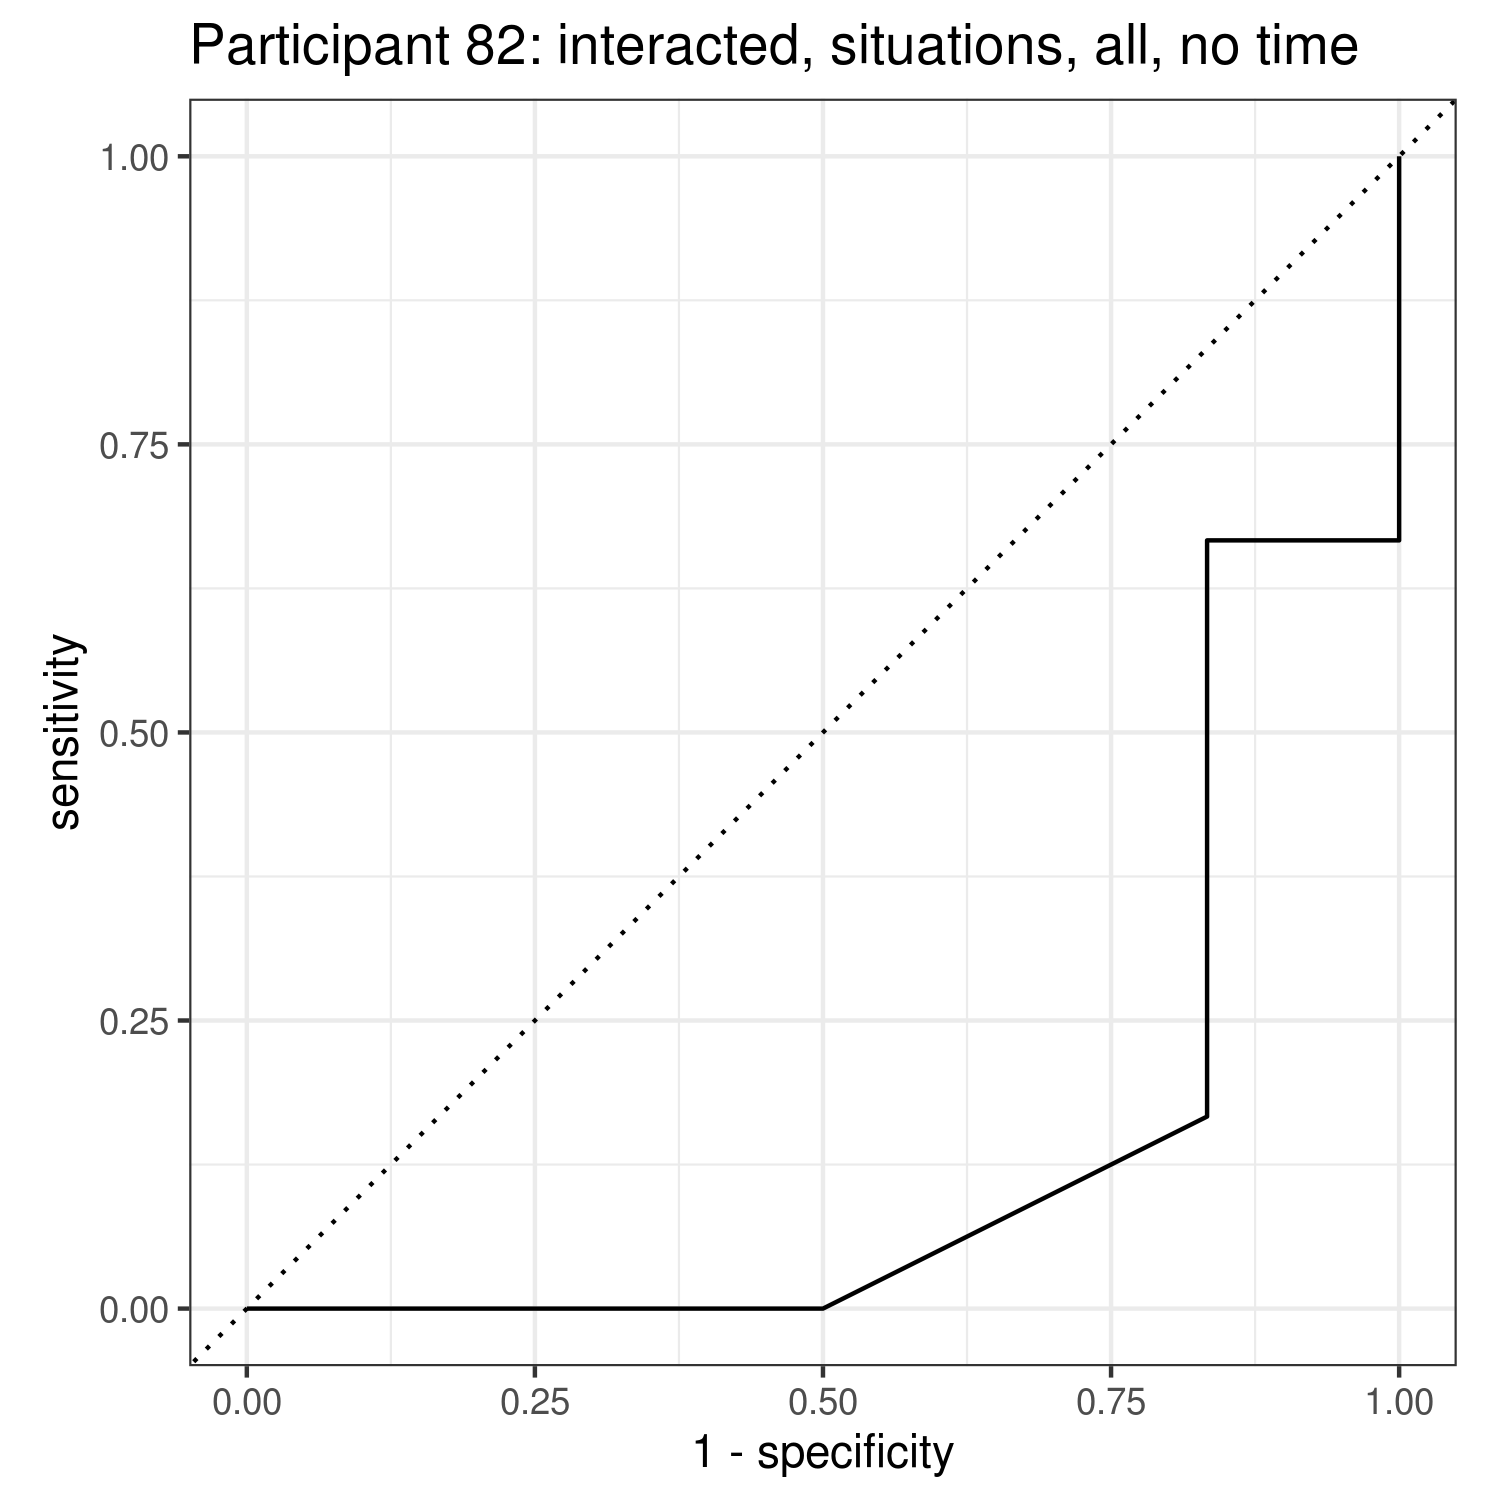 Participant 82: interacted, situations, all, no time
1.00
0.75
0.50
0.25
0.00
sensitivity
0.00 0.25 0.50 0.75 1.00
1 - specificity